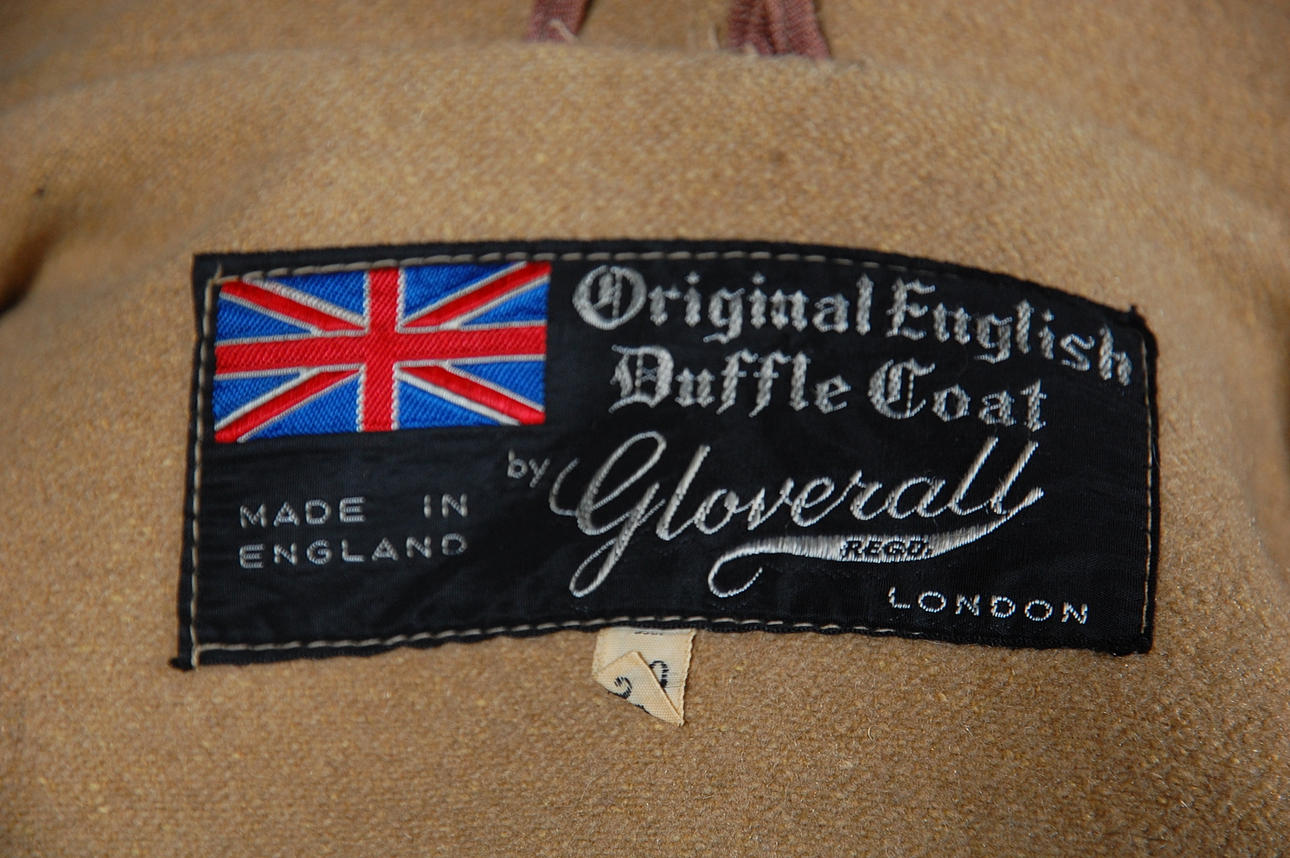 Original English
Duffle Coat
by Gloverall
REGD.
MADE IN
ENGLAND
LONDON